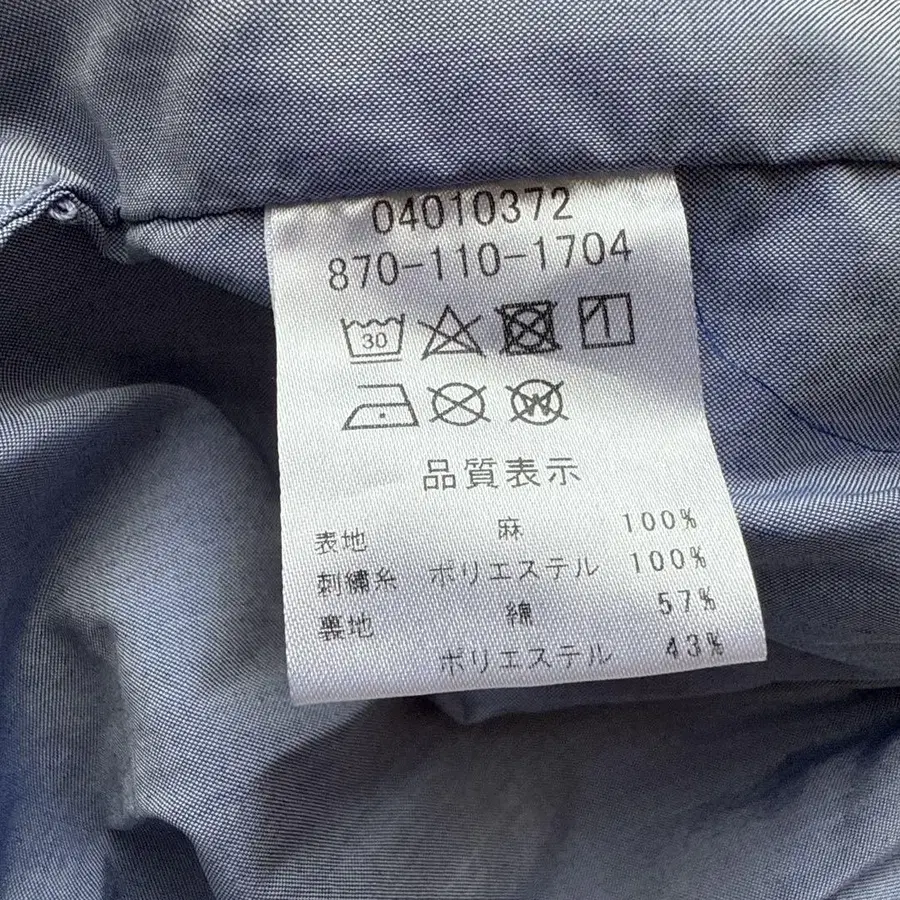 04010372
870-110-1704
30
W
品質表示
表地 麻 100%
刺繍糸 ポリエステル 100%
裏地 綿 57%
ポリエステル 43%